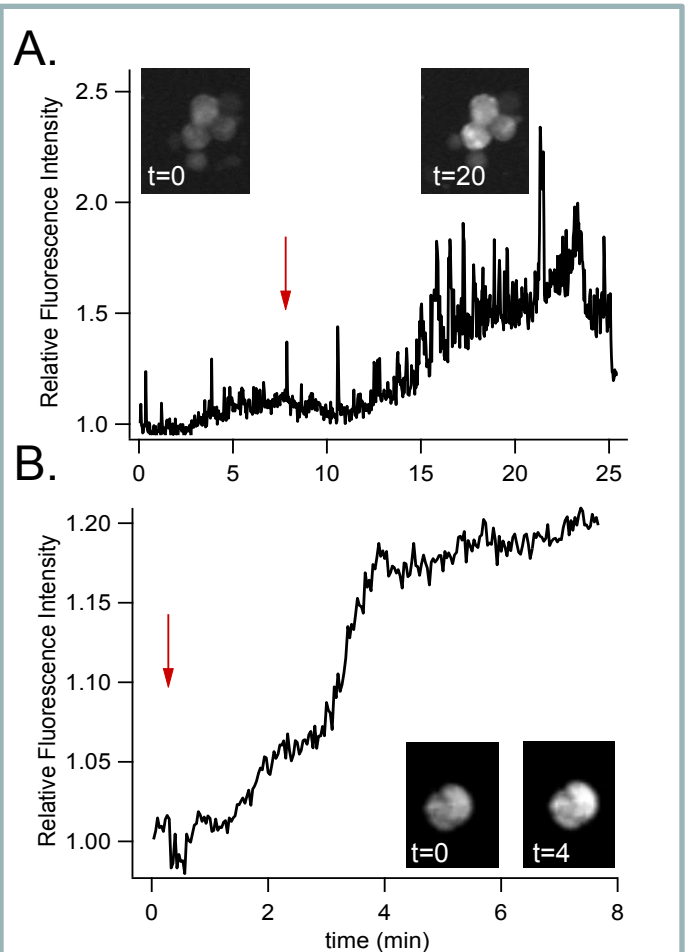 A.
Relative Fluorescence Intensity
2.5
2.0
1.5
1.0
t=0
t=20
0 5 10 15 20 25
B.
Relative Fluorescence Intensity
1.20
1.15
1.10
1.05
1.00
t=0
t=4
0 2 4 6 8
time (min)